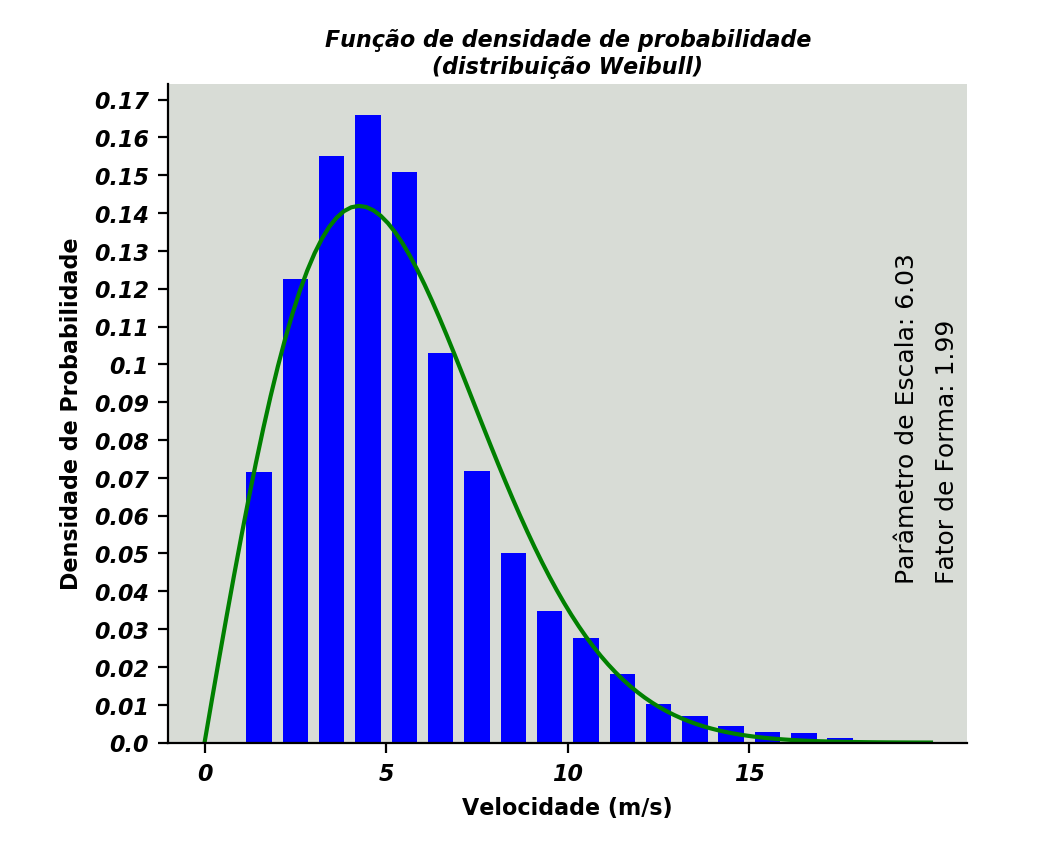 Função de densidade de probabilidade
(distribuição Weibull)
0.17
0.16
0.15
0.14
0.13
0.12
0.11
0.1
0.09
0.08
0.07
0.06
0.05
0.04
0.03
0.02
0.01
0.0
Densidade de Probabilidade
0 5 10 15
Velocidade (m/s)
Parâmetro de Escala: 6.03
Fator de Forma: 1.99